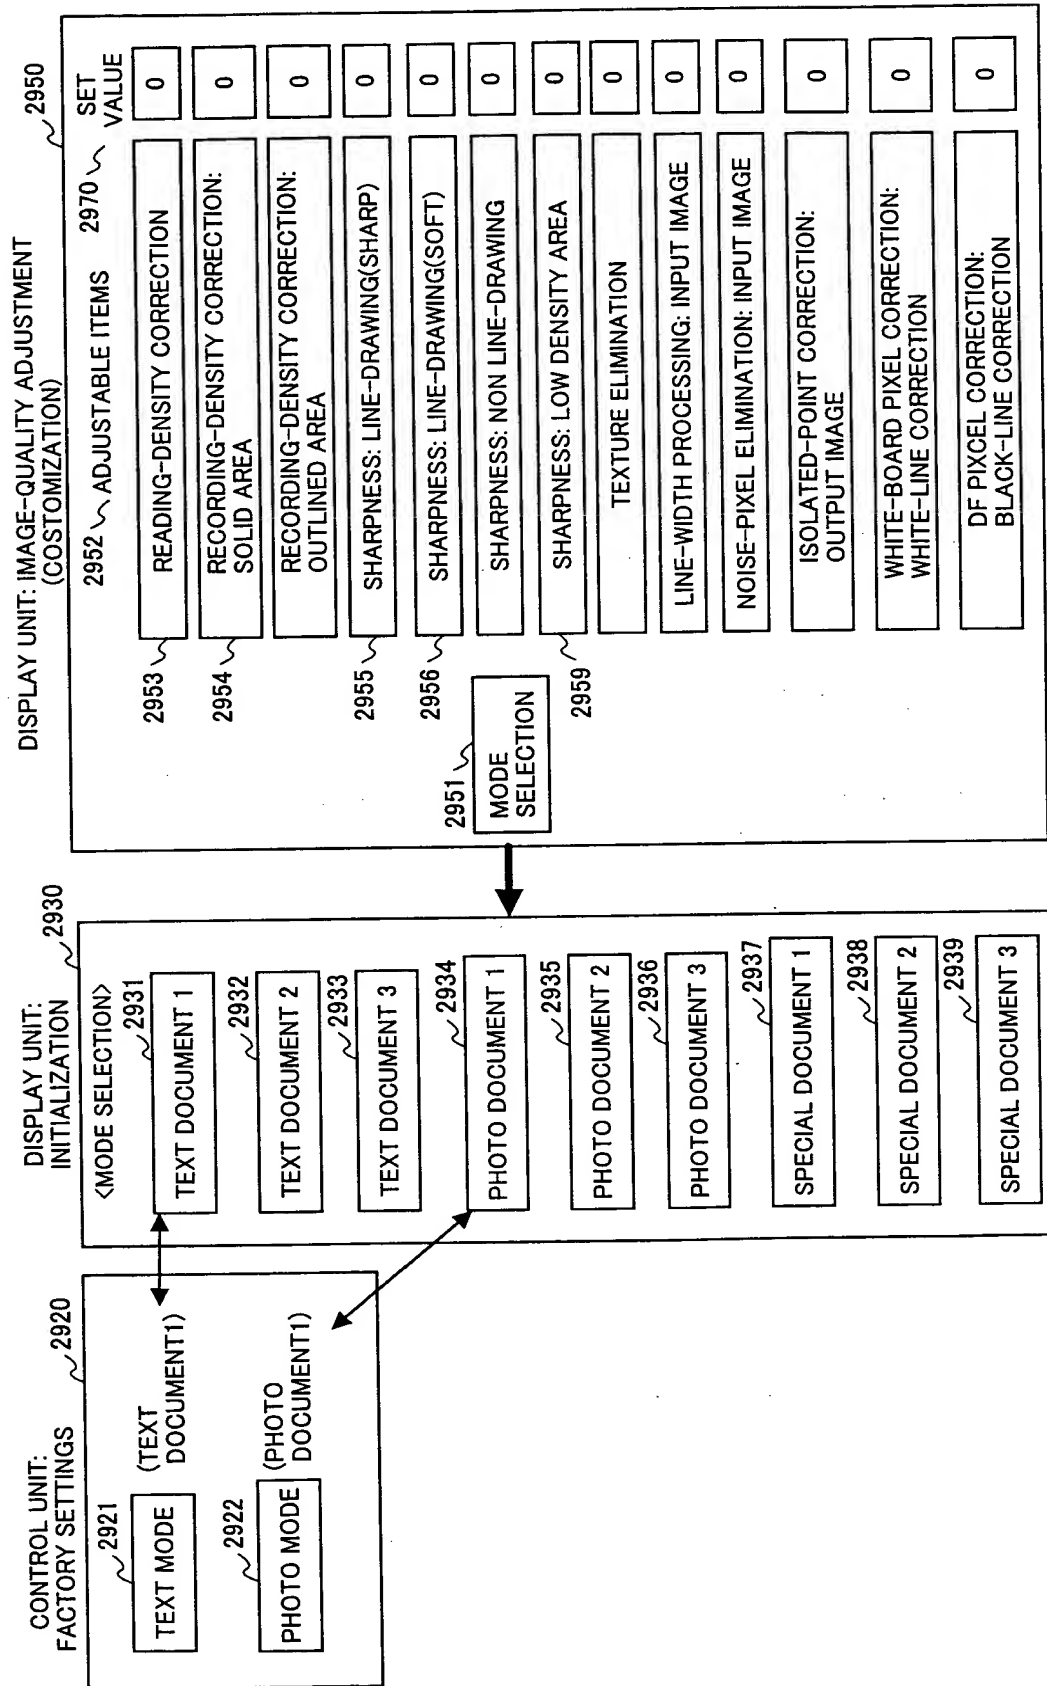 CONTROL UNIT:
FACTORY SETTINGS
2920
2921
TEXT MODE
(TEXT
DOCUMENT1)
2922
PHOTO MODE
(PHOTO
DOCUMENT1)
DISPLAY UNIT:
INITIALIZATION
2930
<MODE SELECTION>
2931
TEXT DOCUMENT 1
2932
TEXT DOCUMENT 2
2933
TEXT DOCUMENT 3
2934
PHOTO DOCUMENT 1
2935
PHOTO DOCUMENT 2
2936
PHOTO DOCUMENT 3
2937
SPECIAL DOCUMENT 1
2938
SPECIAL DOCUMENT 2
2939
SPECIAL DOCUMENT 3
DISPLAY UNIT: IMAGE-QUALITY ADJUSTMENT
(COSTOMIZATION)
2950
2951
MODE
SELECTION
2952 ADJUSTABLE ITEMS
2970
SET
VALUE
2953
READING-DENSITY CORRECTION
0
2954
RECORDING-DENSITY CORRECTION:
SOLID AREA
0
RECORDING-DENSITY CORRECTION:
OUTLINED AREA
0
2955
SHARPNESS: LINE-DRAWING(SHARP)
0
2956
SHARPNESS: LINE-DRAWING(SOFT)
0
SHARPNESS: NON LINE-DRAWING
0
2959
SHARPNESS: LOW DENSITY AREA
0
TEXTURE ELIMINATION
0
LINE-WIDTH PROCESSING: INPUT IMAGE
0
NOISE-PIXEL ELIMINATION: INPUT IMAGE
0
ISOLATED-POINT CORRECTION:
OUTPUT IMAGE
0
WHITE-BOARD PIXEL CORRECTION:
WHITE-LINE CORRECTION
0
DF PIXCEL CORRECTION:
BLACK-LINE CORRECTION
0